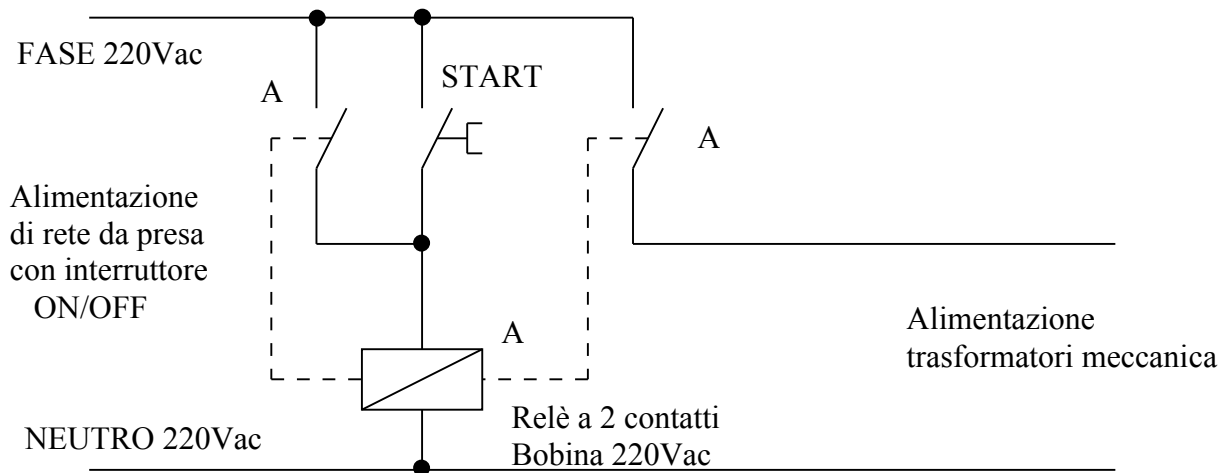 FASE 220Vac
A
START
A
Alimentazione
di rete da presa
con interruttore
ON/OFF
A
Alimentazione
trasformatori meccanica
Relè a 2 contatti
Bobina 220Vac
NEUTRO 220Vac